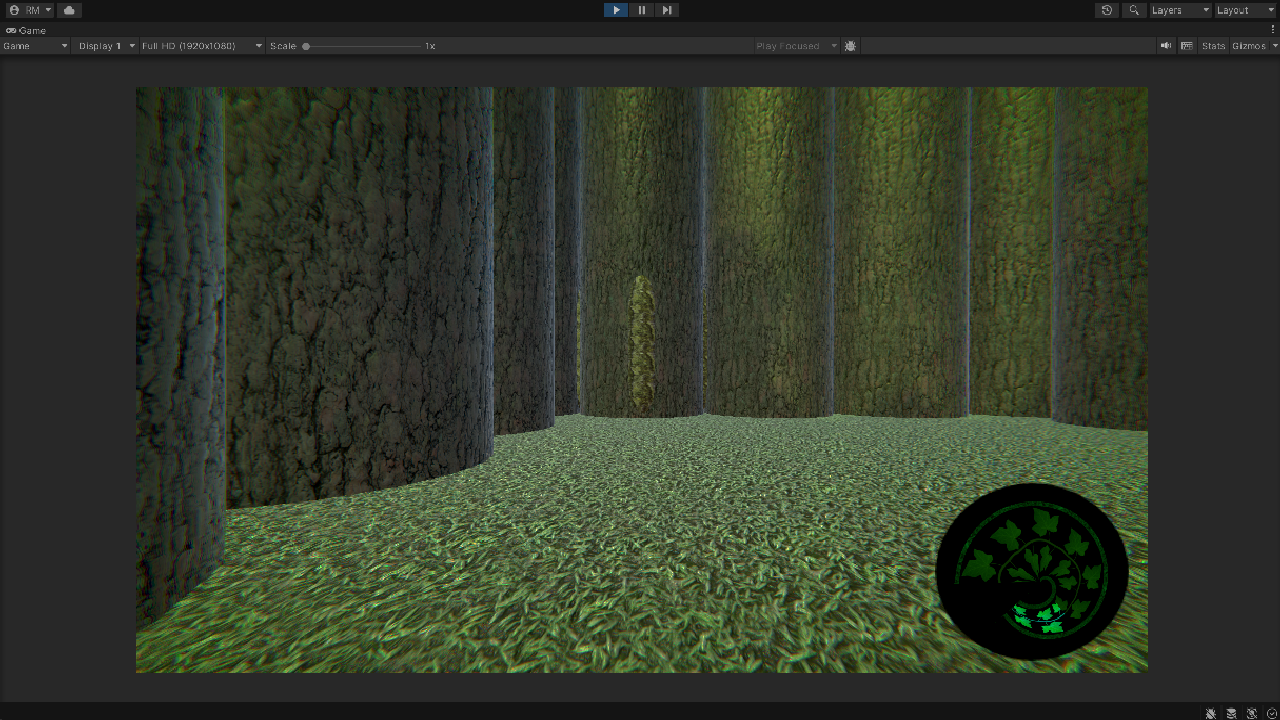 RM Layers Layout
Game
Game Display 1 Full HD (1920x1080) Scale 1x Play Focused Stats Gizmos